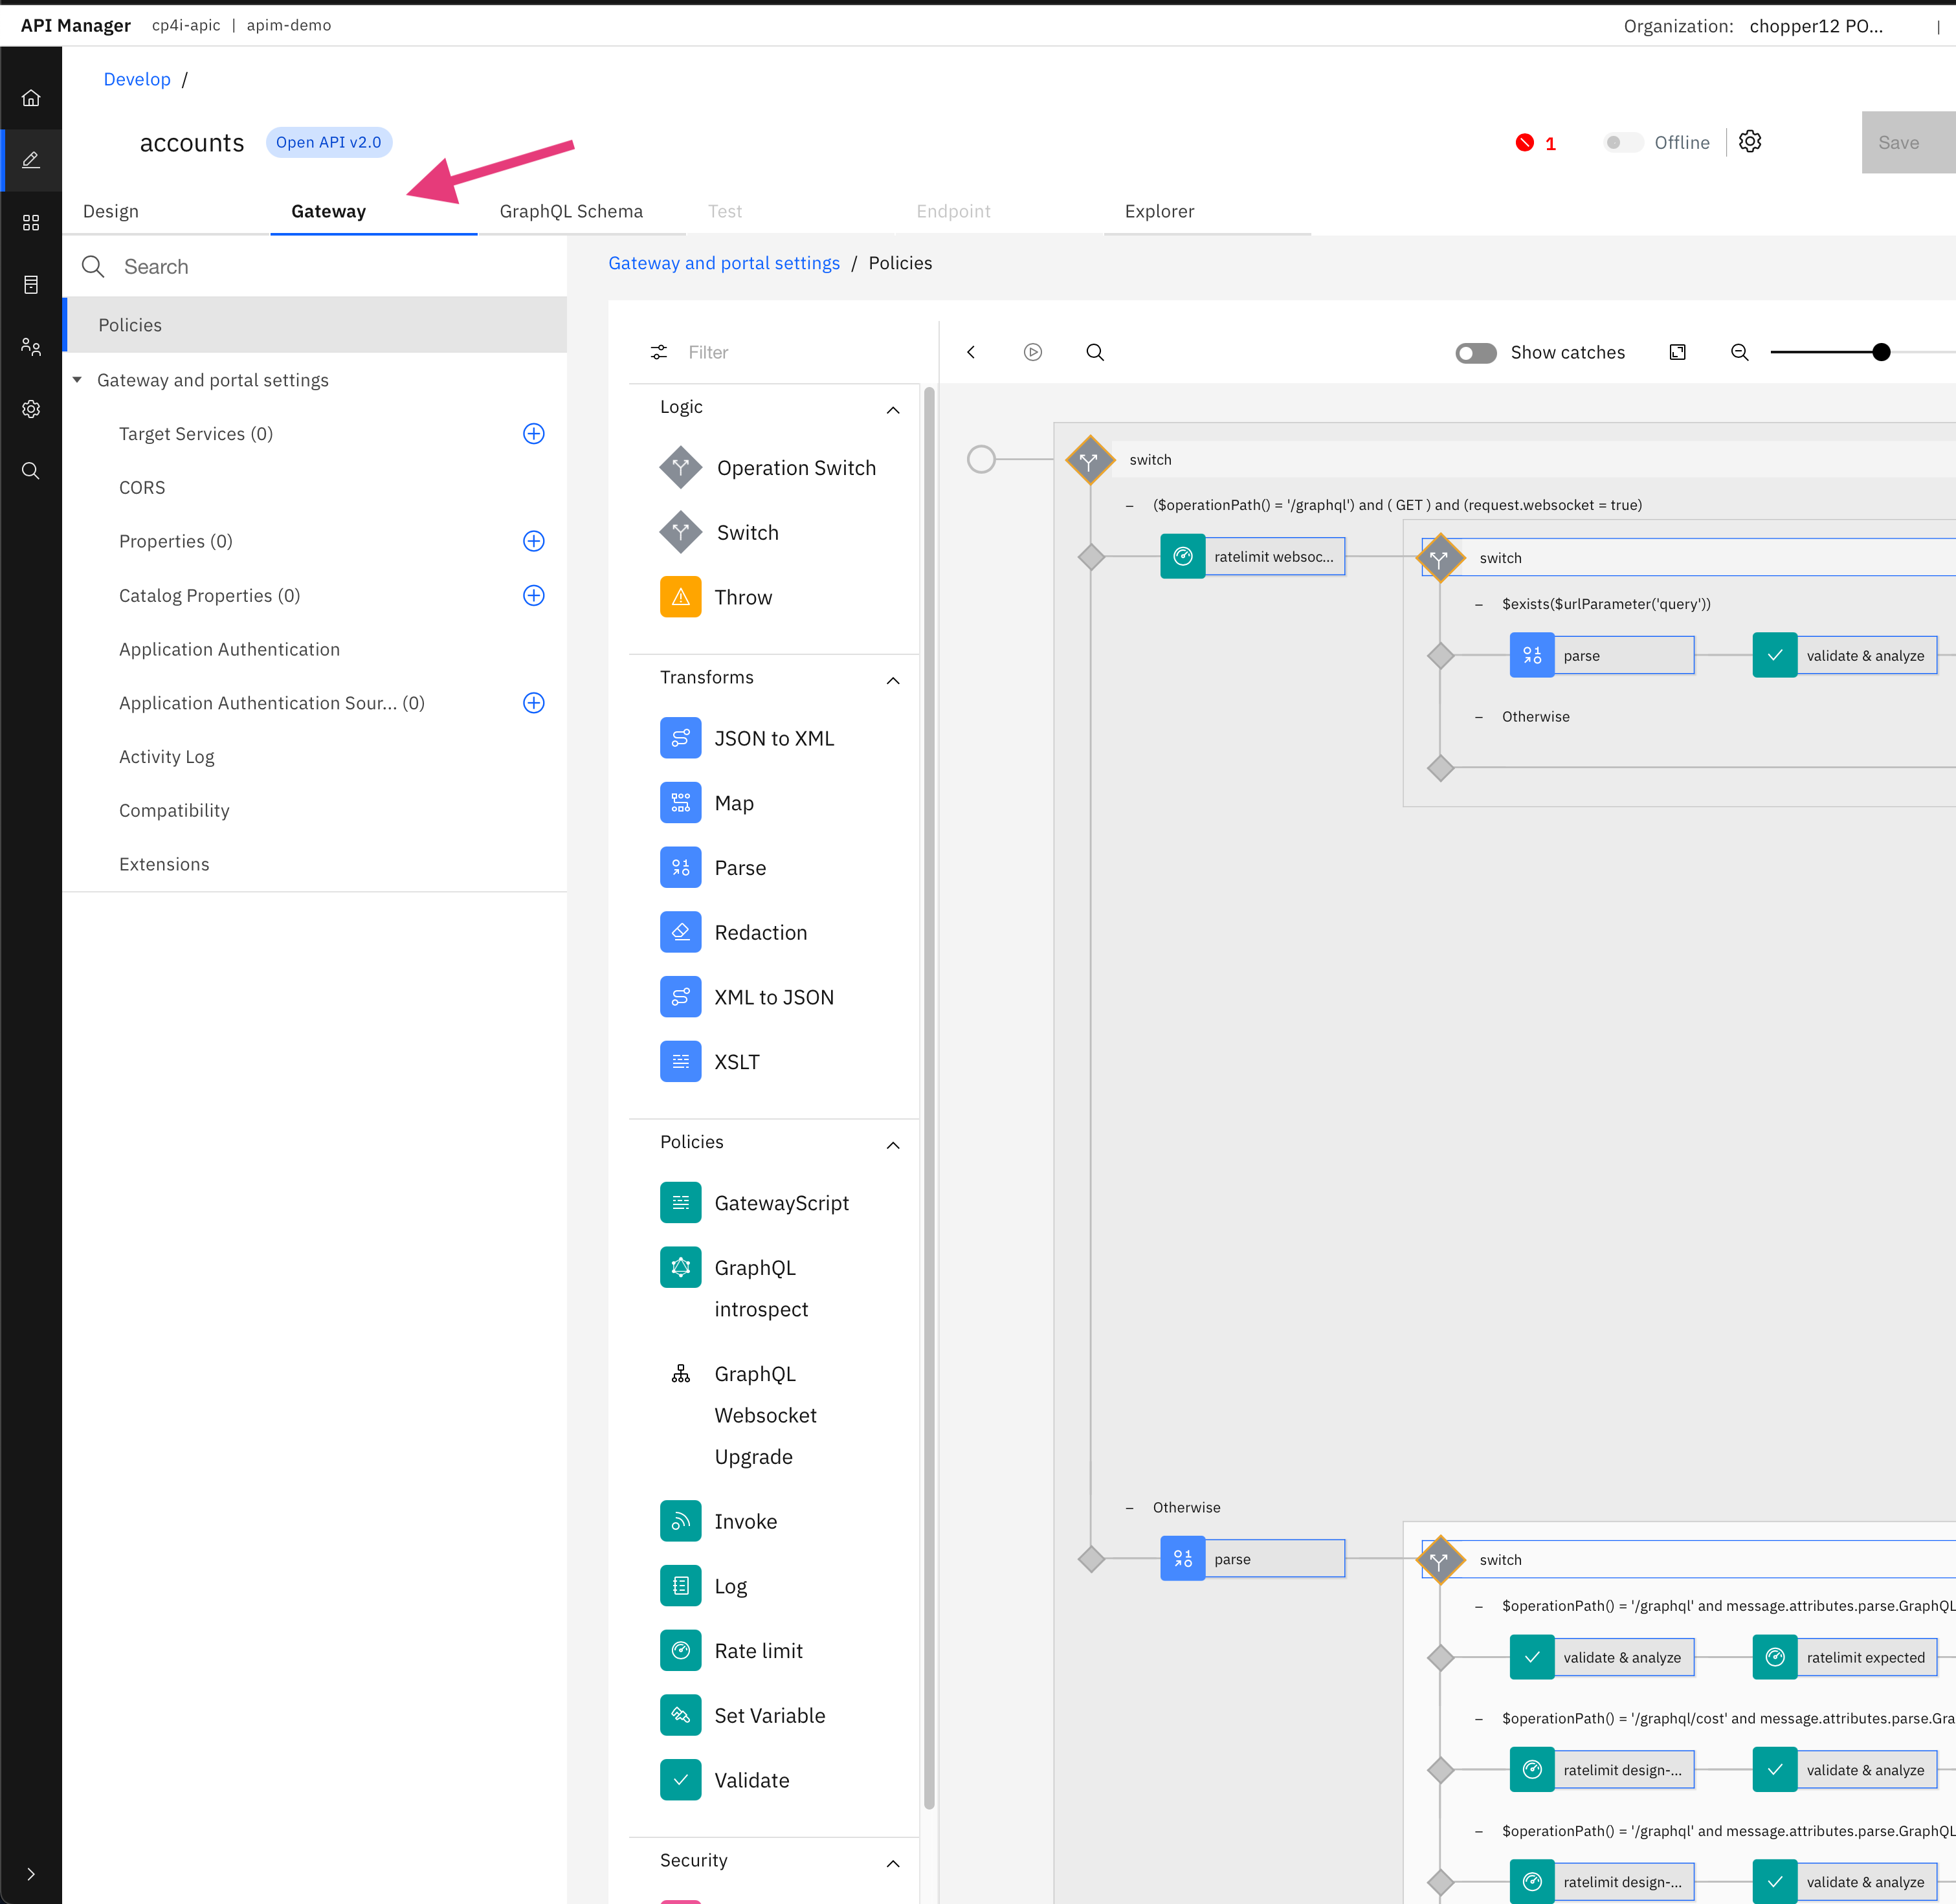 API Manager cp4i-apic | apim-demo Organization: chopper12 PO... |
Develop /
accounts Open API v2.0 1 Offline Save
Design Gateway GraphQL Schema Test Endpoint Explorer
Search
Policies
Gateway and portal settings
Target Services (0)
CORS
Properties (0)
Catalog Properties (0)
Application Authentication
Application Authentication Sour... (0)
Activity Log
Compatibility
Extensions
Gateway and portal settings / Policies
Filter
Logic
Operation Switch
Switch
Throw
Transforms
JSON to XML
Map
Parse
Redaction
XML to JSON
XSLT
Policies
GatewayScript
GraphQL
introspect
GraphQL
Websocket
Upgrade
Invoke
Log
Rate limit
Set Variable
Validate
Security
Show catches
switch
– ($operationPath() = '/graphql') and ( GET ) and (request.websocket = true)
ratelimit websoc... switch
– $exists($urlParameter('query'))
parse validate & analyze
– Otherwise
– Otherwise
parse switch
– $operationPath() = '/graphql' and message.attributes.parse.GraphQL
validate & analyze ratelimit expected
– $operationPath() = '/graphql/cost' and message.attributes.parse.Gra
ratelimit design-... validate & analyze
– $operationPath() = '/graphql' and message.attributes.parse.GraphQL
ratelimit design-... validate & analyze